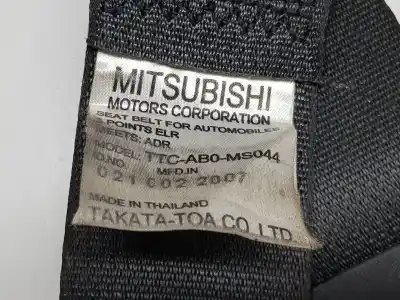 MITSUBISHI
MOTORS CORPORATION
SEAT BELT FOR AUTOMOBILES
3 POINTS ELR
MEETS: ADR
MODEL: TTC-AB0-MS044
D.NO. MFD.IN
021 002 2007
MADE IN THAILAND
TAKATA-TOA CO.,LTD.